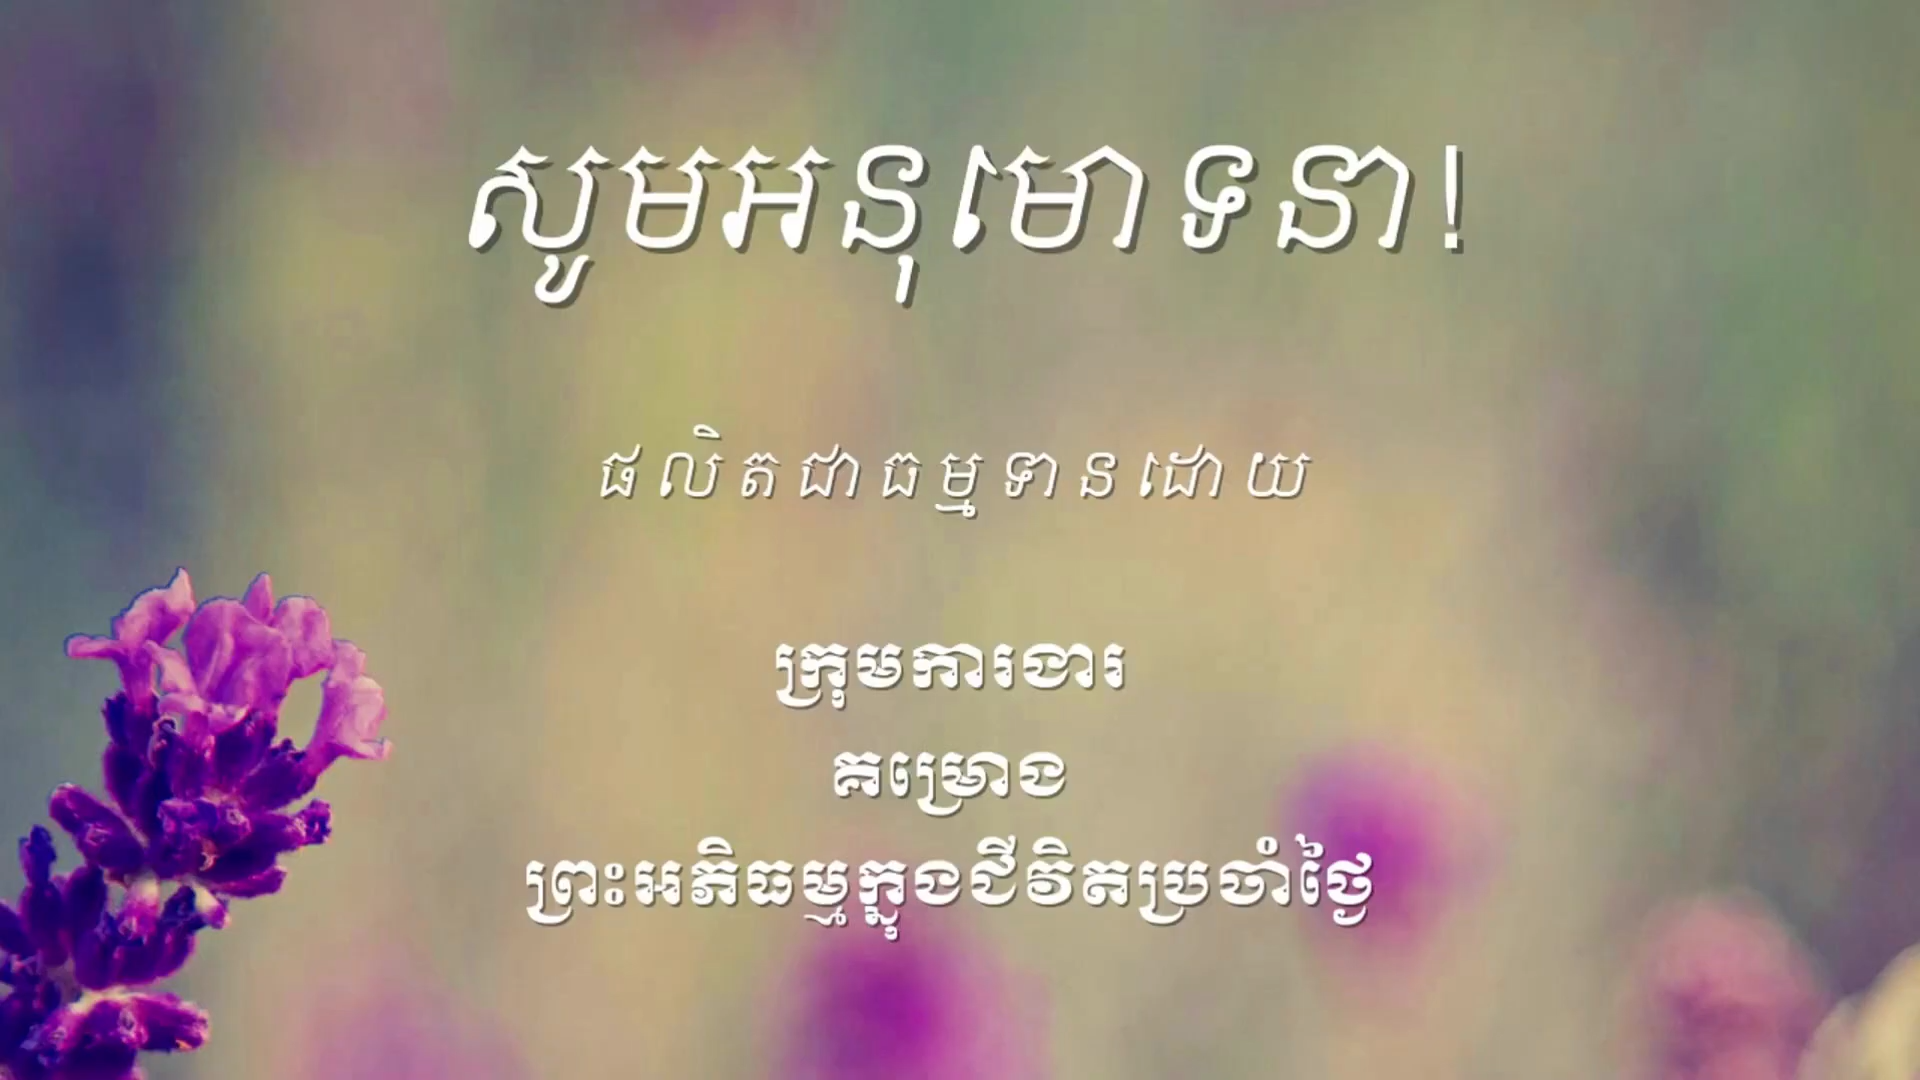 សូមអនុមោទនា!
ផលិតជាធម្មទានដោយ
ក្រុមការងារ
គម្រោង
ព្រះអភិធម្មក្នុងជីវិតប្រចាំថ្ងៃ